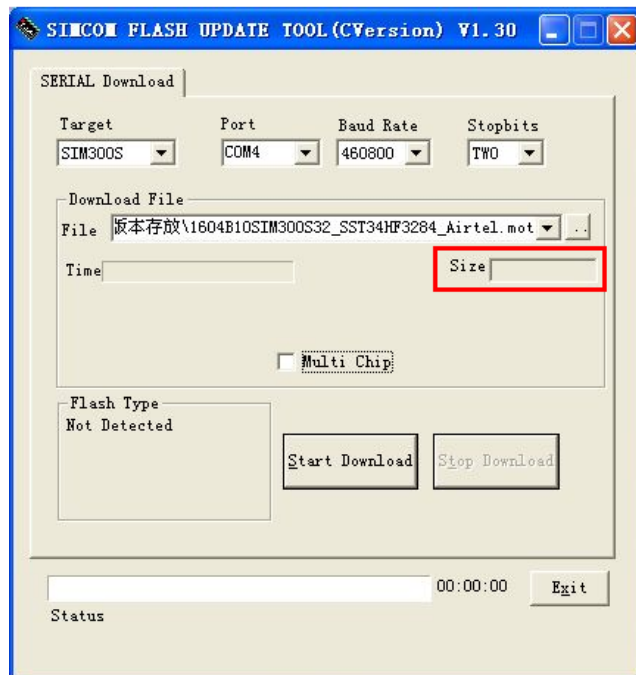 SIMCOM FLASH UPDATE TOOL(CVersion) V1.30
SERIAL Download
Target Port Baud Rate Stopbits
SIM300S COM4 460800 TWO
Download File
File 版本存放\1604B10SIM300S32_SST34HF3284_Airtel.mot ..
Time Size
Multi Chip
Flash Type
Not Detected
Start Download Stop Download
00:00:00 Exit
Status